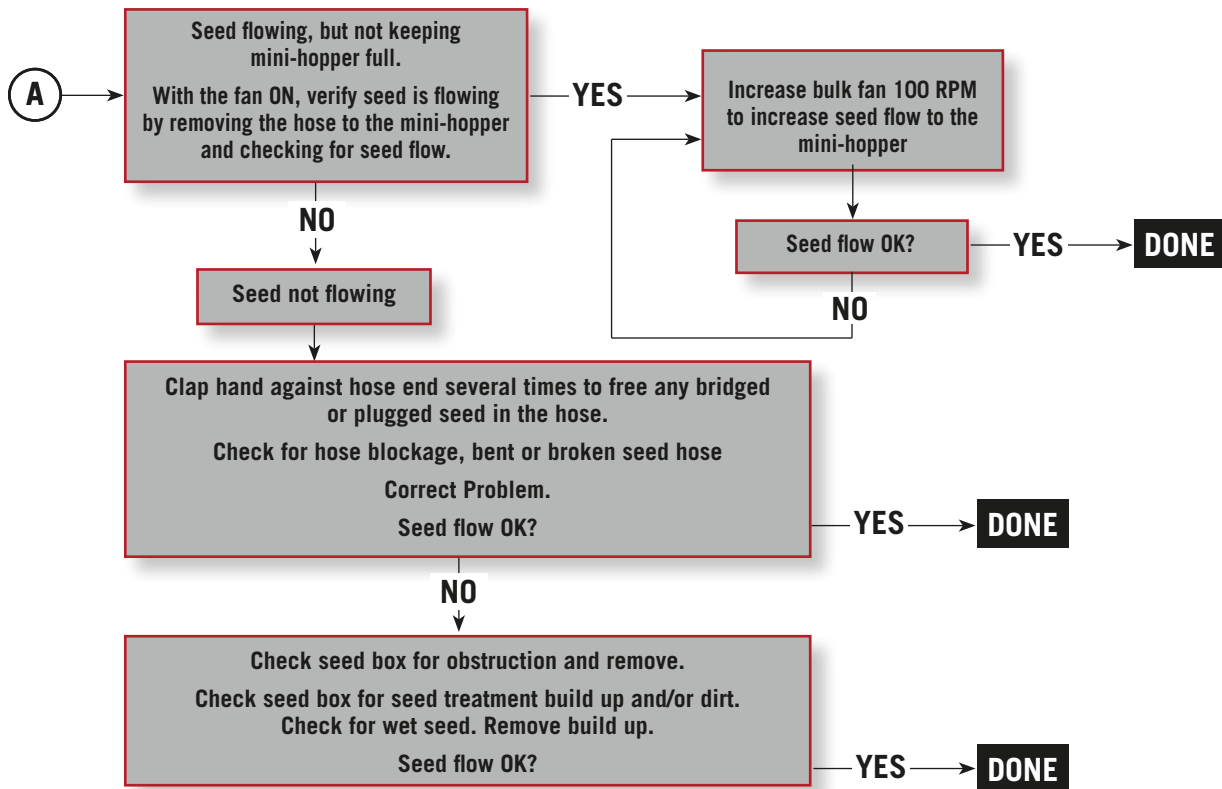 A
Seed flowing, but not keeping
mini-hopper full.
With the fan ON, verify seed is flowing
by removing the hose to the mini-hopper
and checking for seed flow.
YES
Increase bulk fan 100 RPM
to increase seed flow to the
mini-hopper
Seed flow OK?
YES
DONE
NO
NO
Seed not flowing
Clap hand against hose end several times to free any bridged
or plugged seed in the hose.
Check for hose blockage, bent or broken seed hose
Correct Problem.
Seed flow OK?
YES
DONE
NO
Check seed box for obstruction and remove.
Check seed box for seed treatment build up and/or dirt.
Check for wet seed. Remove build up.
Seed flow OK?
YES
DONE